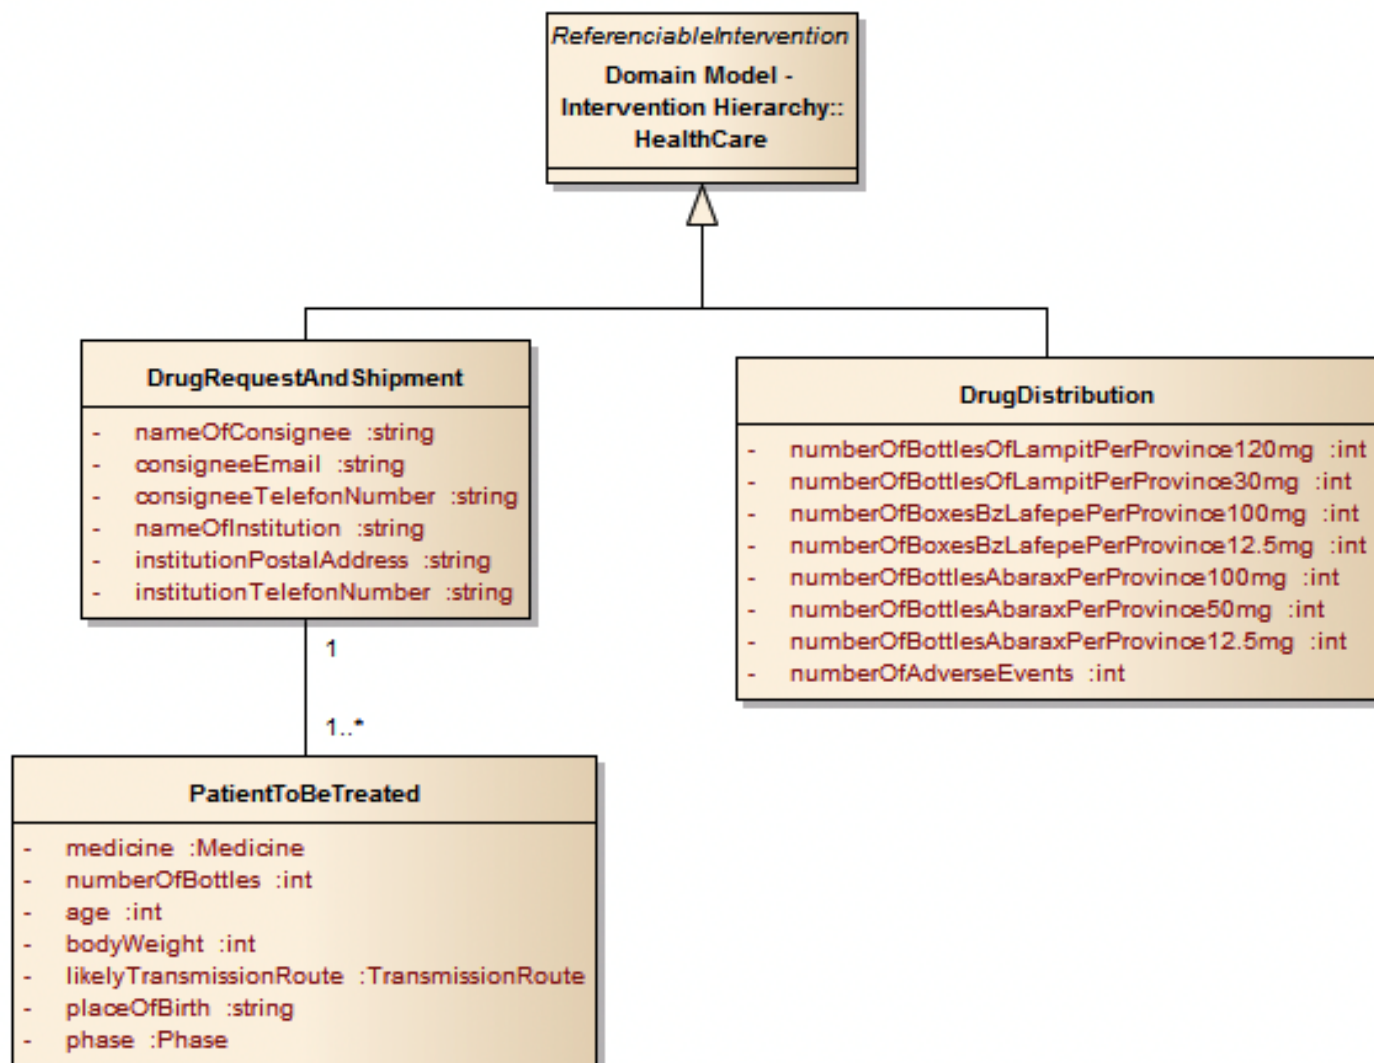 ReferenciableIntervention
Domain Model -
Intervention Hierarchy::
HealthCare
DrugRequestAndShipment
- nameOfConsignee :string
- consigneeEmail :string
- consigneeTelefonNumber :string
- nameOfInstitution :string
- institutionPostalAddress :string
- institutionTelefonNumber :string
DrugDistribution
- numberOfBottlesOfLampitPerProvince120mg :int
- numberOfBottlesOfLampitPerProvince30mg :int
- numberOfBoxesBzLafepePerProvince100mg :int
- numberOfBoxesBzLafepePerProvince12.5mg :int
- numberOfBottlesAbaraxPerProvince100mg :int
- numberOfBottlesAbaraxPerProvince50mg :int
- numberOfBottlesAbaraxPerProvince12.5mg :int
- numberOfAdverseEvents :int
1
1..*
PatientToBeTreated
- medicine :Medicine
- numberOfBottles :int
- age :int
- bodyWeight :int
- likelyTransmissionRoute :TransmissionRoute
- placeOfBirth :string
- phase :Phase